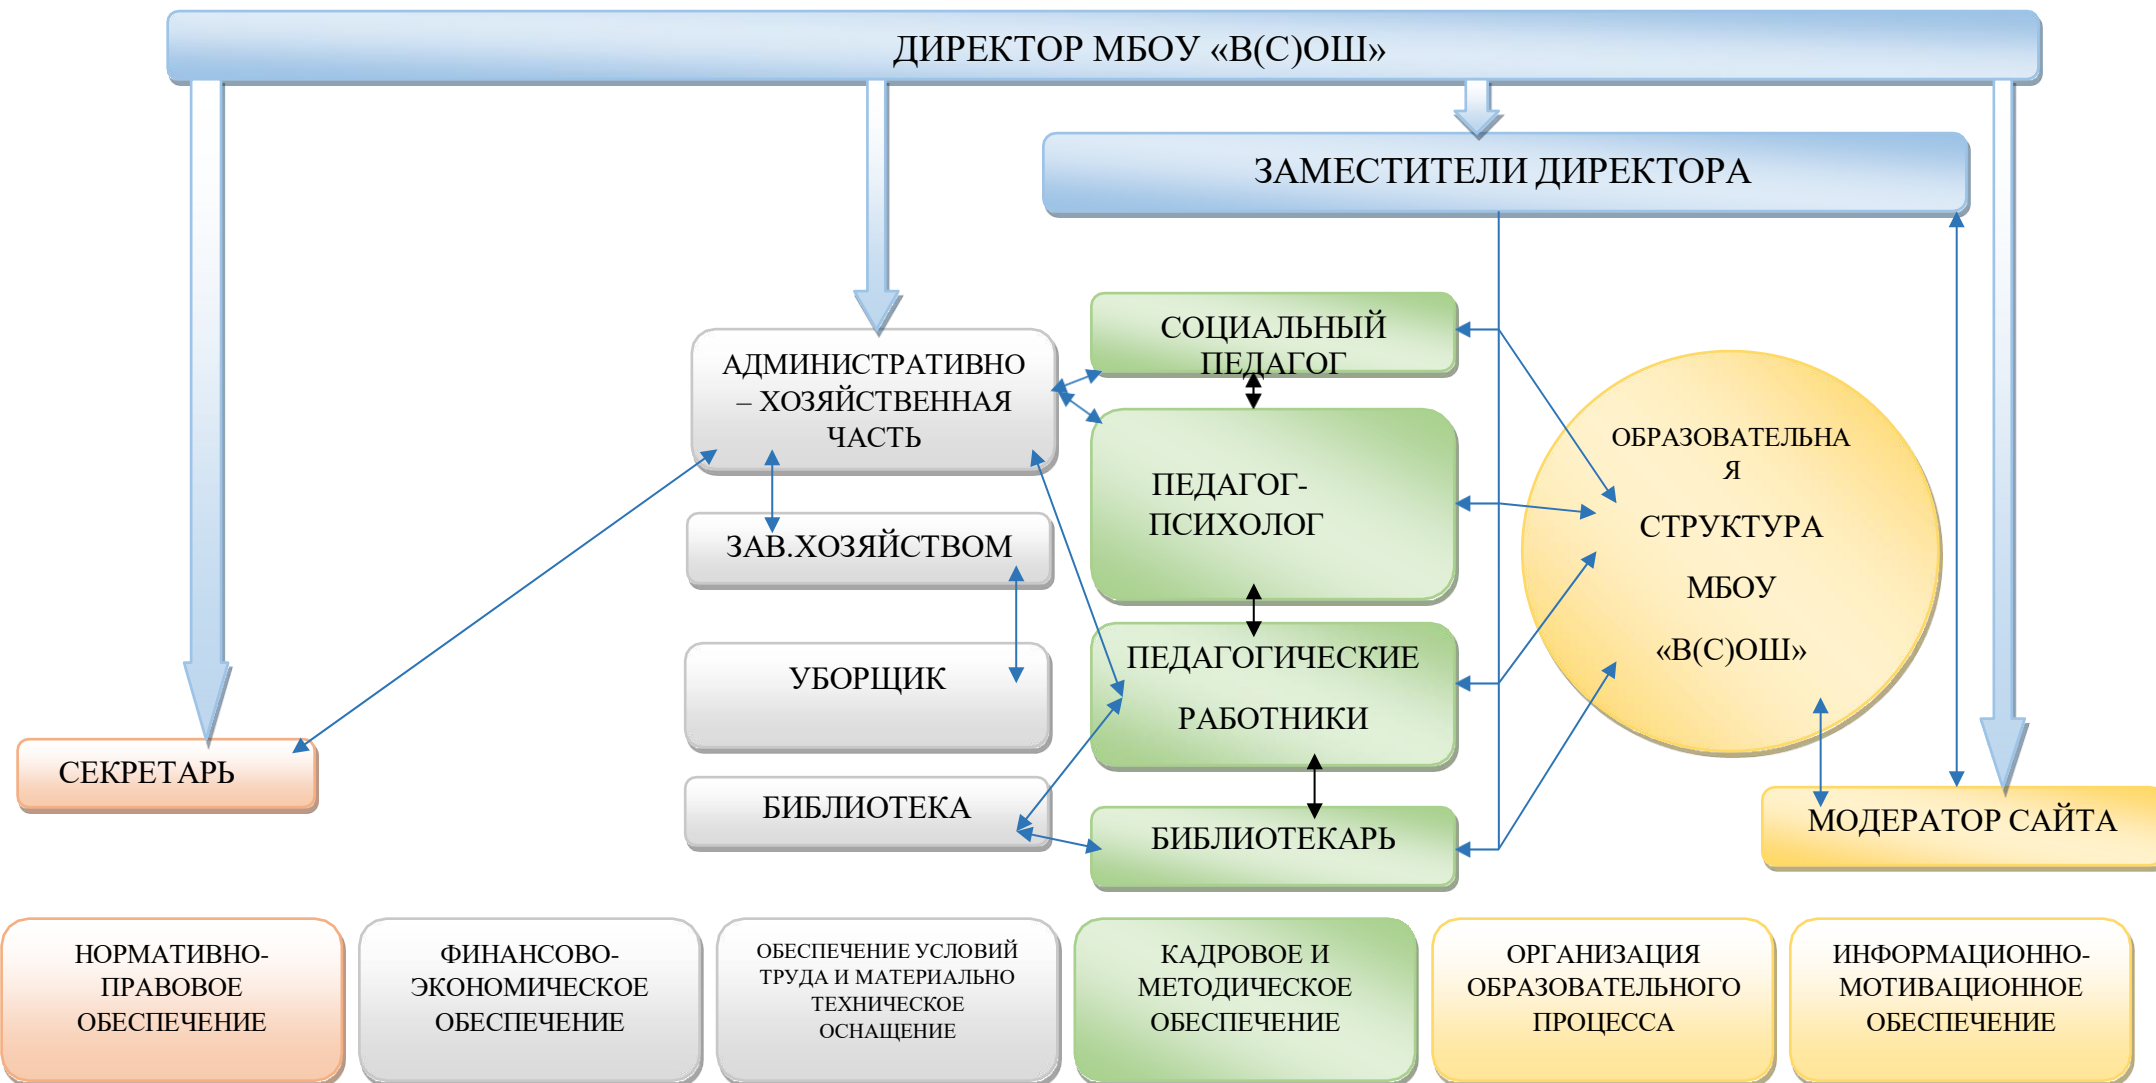 ДИРЕКТОР МБОУ «В(С)ОШ»
ЗАМЕСТИТЕЛИ ДИРЕКТОРА
СОЦИАЛЬНЫЙ
ПЕДАГОГ
АДМИНИСТРАТИВНО
– ХОЗЯЙСТВЕННАЯ
ЧАСТЬ
ПЕДАГОГ-
ПСИХОЛОГ
ОБРАЗОВАТЕЛЬНА
Я
СТРУКТУРА
МБОУ
«В(С)ОШ»
ЗАВ.ХОЗЯЙСТВОМ
УБОРЩИК
ПЕДАГОГИЧЕСКИЕ
РАБОТНИКИ
СЕКРЕТАРЬ
БИБЛИОТЕКА
БИБЛИОТЕКАРЬ
МОДЕРАТОР САЙТА
НОРМАТИВНО-
ПРАВОВОЕ
ОБЕСПЕЧЕНИЕ
ФИНАНСОВО-
ЭКОНОМИЧЕСКОЕ
ОБЕСПЕЧЕНИЕ
ОБЕСПЕЧЕНИЕ УСЛОВИЙ
ТРУДА И МАТЕРИАЛЬНО
ТЕХНИЧЕСКОЕ
ОСНАЩЕНИЕ
КАДРОВОЕ И
МЕТОДИЧЕСКОЕ
ОБЕСПЕЧЕНИЕ
ОРГАНИЗАЦИЯ
ОБРАЗОВАТЕЛЬНОГО
ПРОЦЕССА
ИНФОРМАЦИОННО-
МОТИВАЦИОННОЕ
ОБЕСПЕЧЕНИЕ